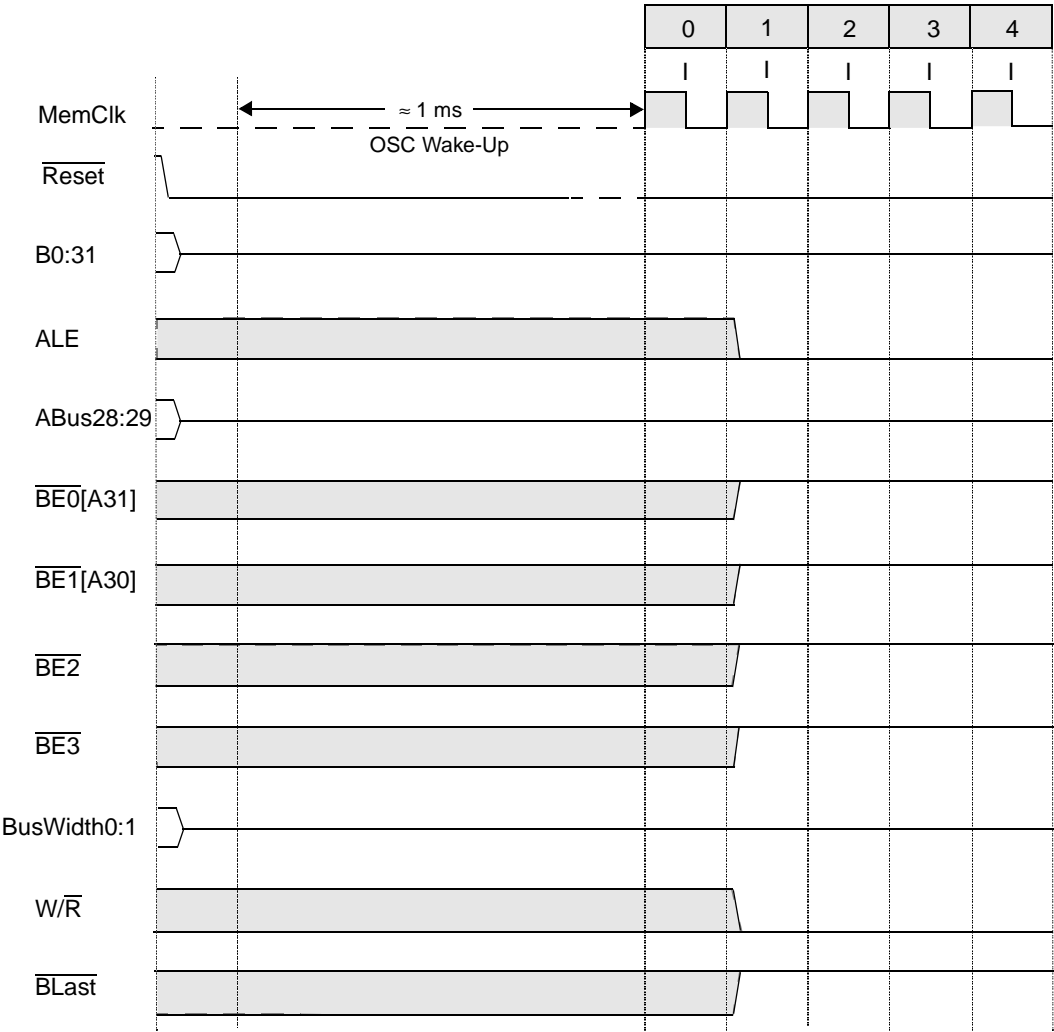 0 1 2 3 4
I I I I I
MemClk
≈ 1 ms
OSC Wake-Up
Reset
B0:31
ALE
ABus28:29
BE0[A31]
BE1[A30]
BE2
BE3
BusWidth0:1
W/R
BLast